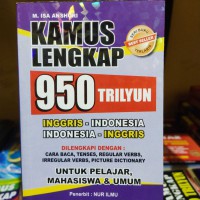 M. ISA ANSHORI
KAMUS
LENGKAP
950 TRILYUN
INGGRIS - INDONESIA
INDONESIA - INGGRIS
DILENGKAPI DENGAN :
CARA BACA, TENSES, REGULAR VERBS,
IRREGULAR VERBS, PICTURE DICTIONARY
UNTUK PELAJAR,
MAHASISWA & UMUM
Penerbit : NUR ILMU